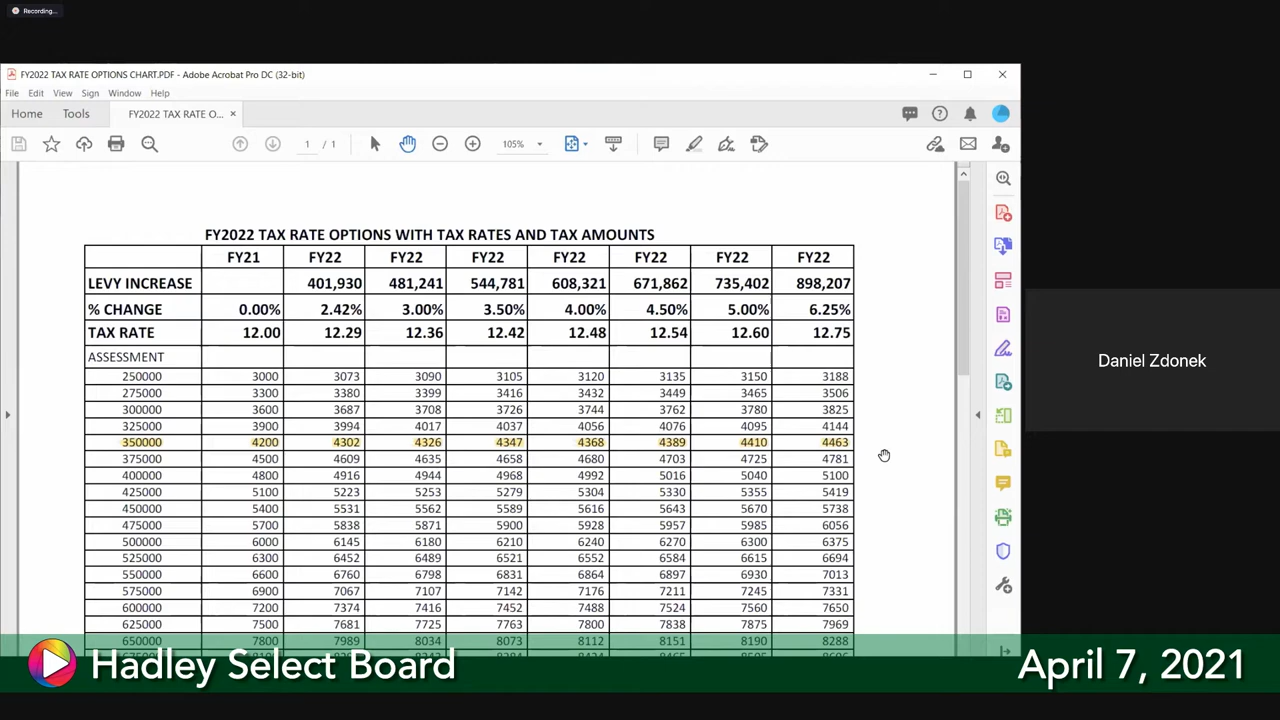 Recording...
FY2022 TAX RATE OPTIONS CHART.PDF - Adobe Acrobat Pro DC (32-bit)
File Edit View Sign Window Help
Home Tools FY2022 TAX RATE O... ×
1 / 1 105%
FY2022 TAX RATE OPTIONS WITH TAX RATES AND TAX AMOUNTS
FY21 FY22 FY22 FY22 FY22 FY22 FY22 FY22
LEVY INCREASE 401,930 481,241 544,781 608,321 671,862 735,402 898,207
% CHANGE 0.00% 2.42% 3.00% 3.50% 4.00% 4.50% 5.00% 6.25%
TAX RATE 12.00 12.29 12.36 12.42 12.48 12.54 12.60 12.75
ASSESSMENT
250000 3000 3073 3090 3105 3120 3135 3150 3188
275000 3300 3380 3399 3416 3432 3449 3465 3506
300000 3600 3687 3708 3726 3744 3762 3780 3825
325000 3900 3994 4017 4037 4056 4076 4095 4144
350000 4200 4302 4326 4347 4368 4389 4410 4463
375000 4500 4609 4635 4658 4680 4703 4725 4781
400000 4800 4916 4944 4968 4992 5016 5040 5100
425000 5100 5223 5253 5279 5304 5330 5355 5419
450000 5400 5531 5562 5589 5616 5643 5670 5738
475000 5700 5838 5871 5900 5928 5957 5985 6056
500000 6000 6145 6180 6210 6240 6270 6300 6375
525000 6300 6452 6489 6521 6552 6584 6615 6694
550000 6600 6760 6798 6831 6864 6897 6930 7013
575000 6900 7067 7107 7142 7176 7211 7245 7331
600000 7200 7374 7416 7452 7488 7524 7560 7650
625000 7500 7681 7725 7763 7800 7838 7875 7969
650000 7800 7989 8034 8073 8112 8151 8190 8288
Daniel Zdonek
Hadley Select Board
April 7, 2021